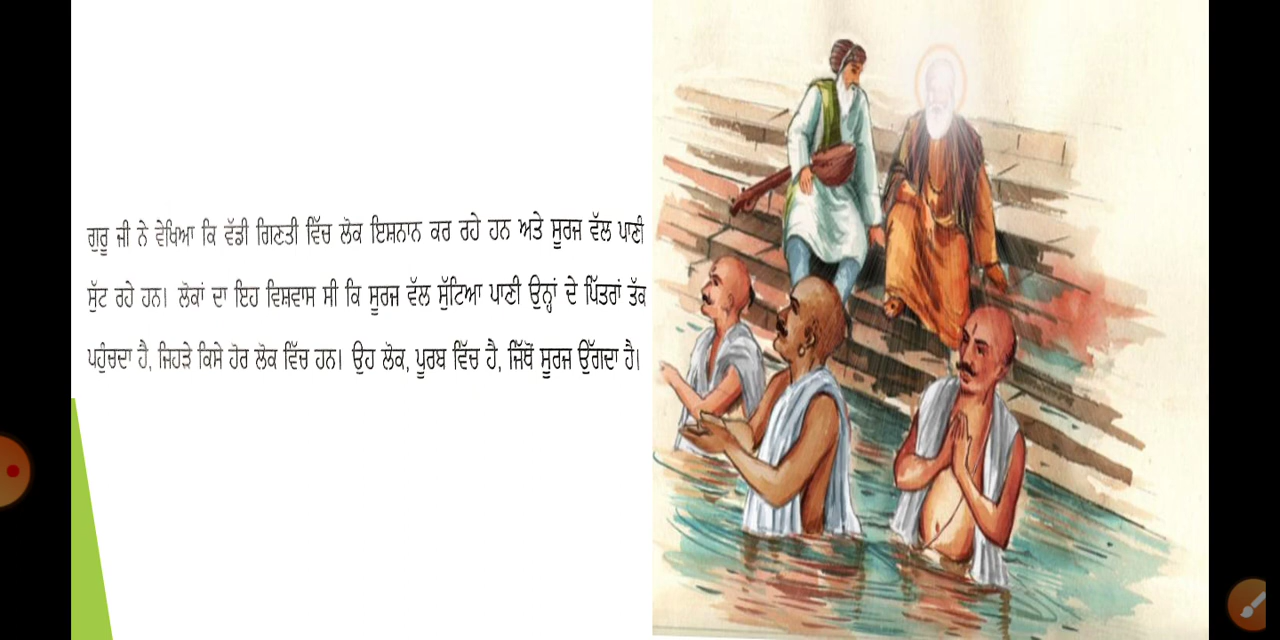 ਗੁਰੂ ਜੀ ਨੇ ਵੇਖਿਆ ਕਿ ਵੱਡੀ ਗਿਣਤੀ ਵਿੱਚ ਲੋਕ ਇਸ਼ਨਾਨ ਕਰ ਰਹੇ ਹਨ ਅਤੇ ਸੂਰਜ ਵੱਲ ਪਾਣੀ
ਸੁੱਟ ਰਹੇ ਹਨ। ਲੋਕਾਂ ਦਾ ਇਹ ਵਿਸ਼ਵਾਸ ਸੀ ਕਿ ਸੂਰਜ ਵੱਲ ਸੁੱਟਿਆ ਪਾਣੀ ਉਨ੍ਹਾਂ ਦੇ ਪਿੱਤਰਾਂ ਤੱਕ
ਪਹੁੰਚਦਾ ਹੈ, ਜਿਹੜੇ ਕਿਸੇ ਹੋਰ ਲੋਕ ਵਿੱਚ ਹਨ। ਉਹ ਲੋਕ, ਪੂਰਬ ਵਿੱਚ ਹੈ, ਜਿੱਥੋਂ ਸੂਰਜ ਉੱਗਦਾ ਹੈ।